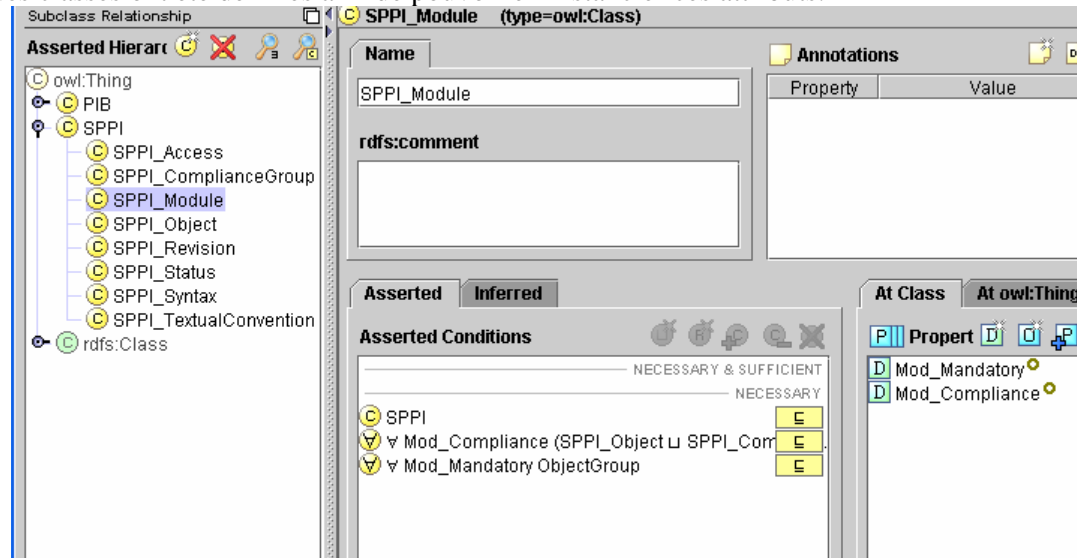 Subclass Relationship
SPPI_Module (type=owl:Class)
Asserted Hierarc
owl:Thing
PIB
SPPI
SPPI_Access
SPPI_ComplianceGroup
SPPI_Module
SPPI_Object
SPPI_Revision
SPPI_Status
SPPI_Syntax
SPPI_TextualConvention
rdfs:Class
Name
SPPI_Module
rdfs:comment
Annotations
Property Value
Asserted Inferred
Asserted Conditions
NECESSARY & SUFFICIENT
NECESSARY
SPPI ⊑
∀ ∀ Mod_Compliance (SPPI_Object ⊔ SPPI_Com ⊑
∀ ∀ Mod_Mandatory ObjectGroup ⊑
At Class At owl:Thing
P Propert D O P
D Mod_Mandatory
D Mod_Compliance